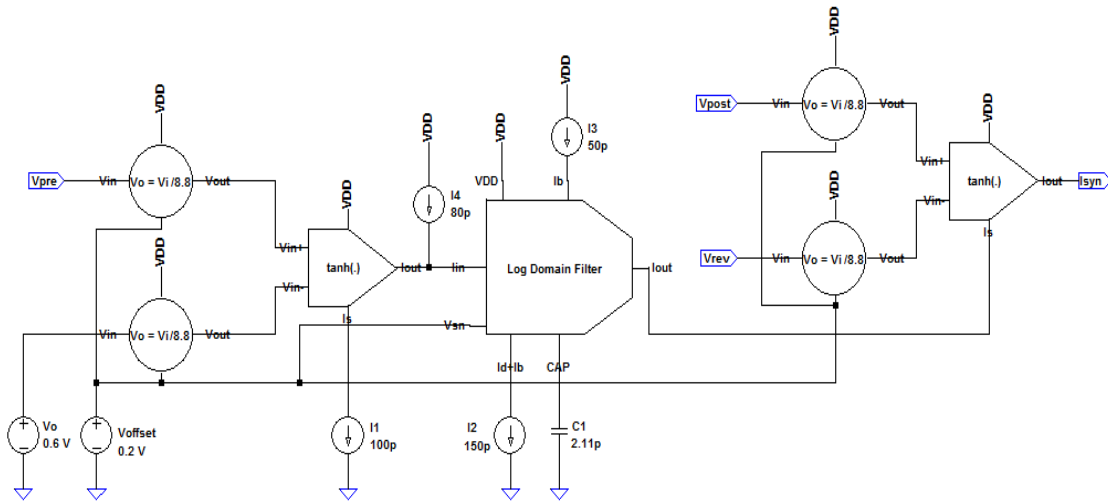 VDD
Vpre
Vin
Vo = Vi/8.8
Vout
VDD
Vin
Vo = Vi/8.8
Vout
Vo
0.6 V
Voffset
0.2 V
VDD
Vin+
Vin-
tanh(.)
Iout
Is
I1
100p
VDD
I4
80p
Iin
Vsn
VDD
VDD
I3
50p
VDD
Ib
Log Domain Filter
Iout
Id+Ib
CAP
I2
150p
C1
2.11p
VDD
Vpost
Vin
Vo = Vi/8.8
Vout
VDD
Vrev
Vin
Vo = Vi/8.8
Vout
VDD
Vin+
Vin-
tanh(.)
Iout
Isyn
Is